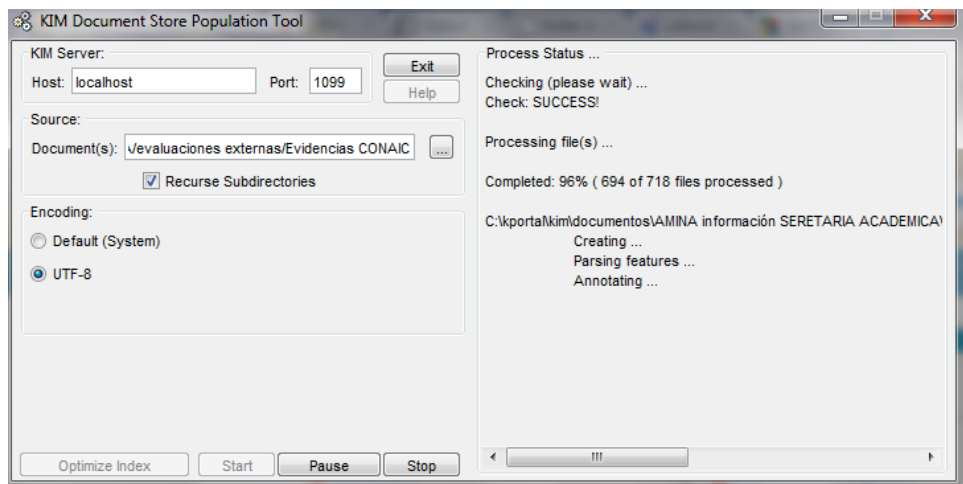 KIM Document Store Population Tool
KIM Server:
Host: localhost Port: 1099
Exit
Help
Source:
Document(s): \/evaluaciones externas/Evidencias CONAIC ...
Recurse Subdirectories
Encoding:
Default (System)
UTF-8
Optimize Index Start Pause Stop
Process Status ...
Checking (please wait) ...
Check: SUCCESS!
Processing file(s) ...
Completed: 96% ( 694 of 718 files processed )
C:\kportal\kim\documentos\AMINA información SERETARIA ACADEMICA\
Creating ...
Parsing features ...
Annotating ...